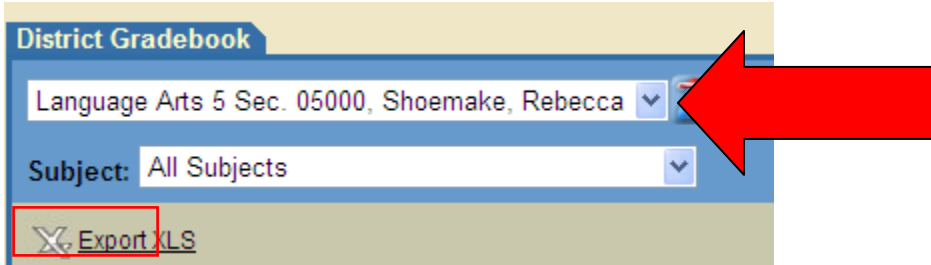 District Gradebook
Language Arts 5 Sec. 05000, Shoemake, Rebecca
Subject: All Subjects
Export XLS